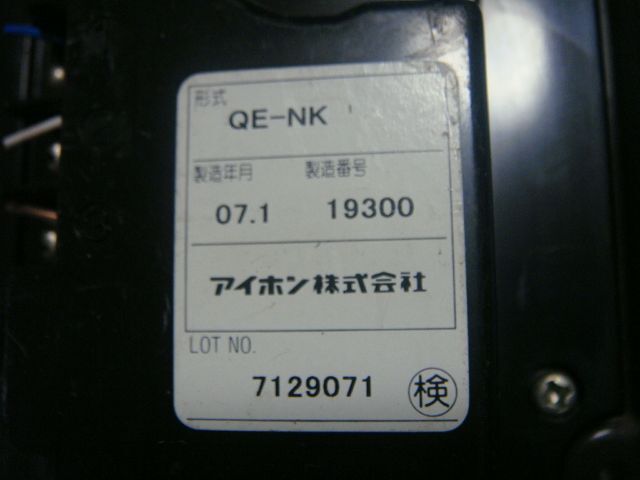 形式
QE-NK
製造年月 製造番号
07.1 19300
アイホン株式会社
LOT NO.
7129071 検